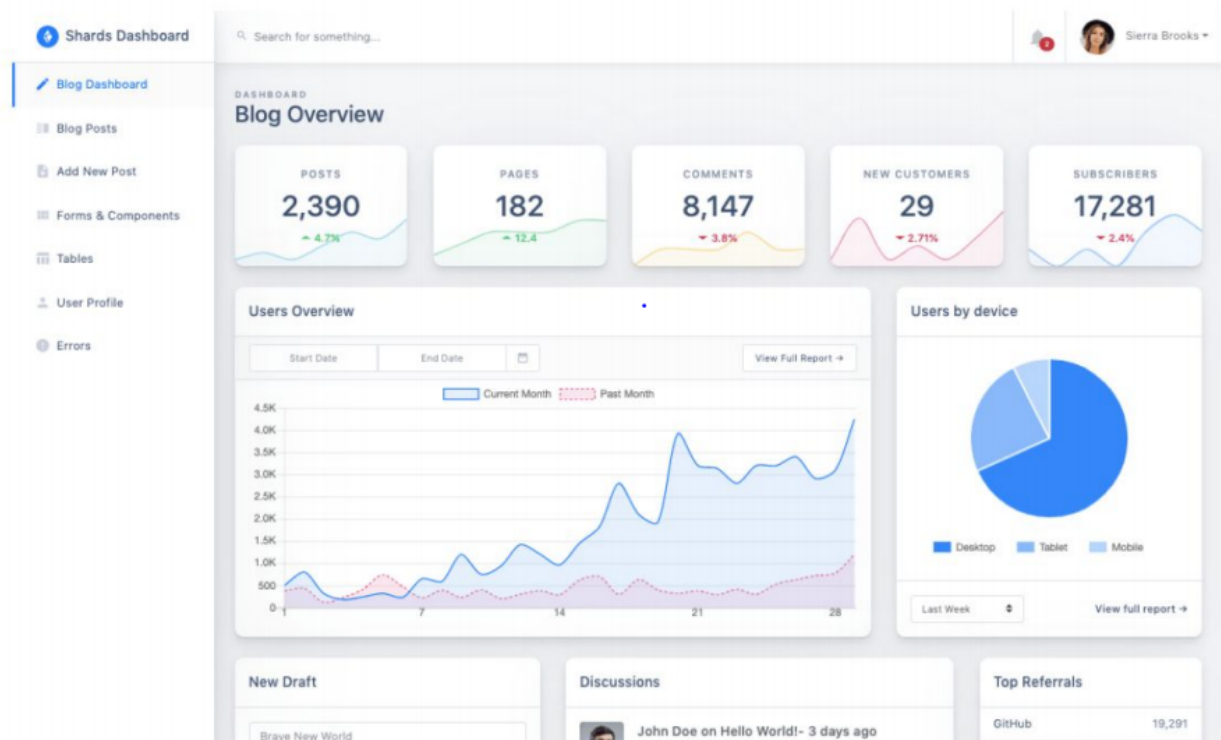 Shards Dashboard
Search for something...
2
Sierra Brooks
Blog Dashboard
Blog Posts
Add New Post
Forms & Components
Tables
User Profile
Errors
DASHBOARD
Blog Overview
POSTS
2,390
4.7%
PAGES
182
12.4
COMMENTS
8,147
3.8%
NEW CUSTOMERS
29
2.71%
SUBSCRIBERS
17,281
2.4%
Users Overview
Start Date End Date
View Full Report →
Current Month Past Month
4.5K
4.0K
3.5K
3.0K
2.5K
2.0K
1.5K
1.0K
500
0
1 7 14 21 28
Users by device
Desktop Tablet Mobile
Last Week
View full report →
New Draft
Brave New World
Discussions
John Doe on Hello World!- 3 days ago
Top Referrals
GitHub 19,291